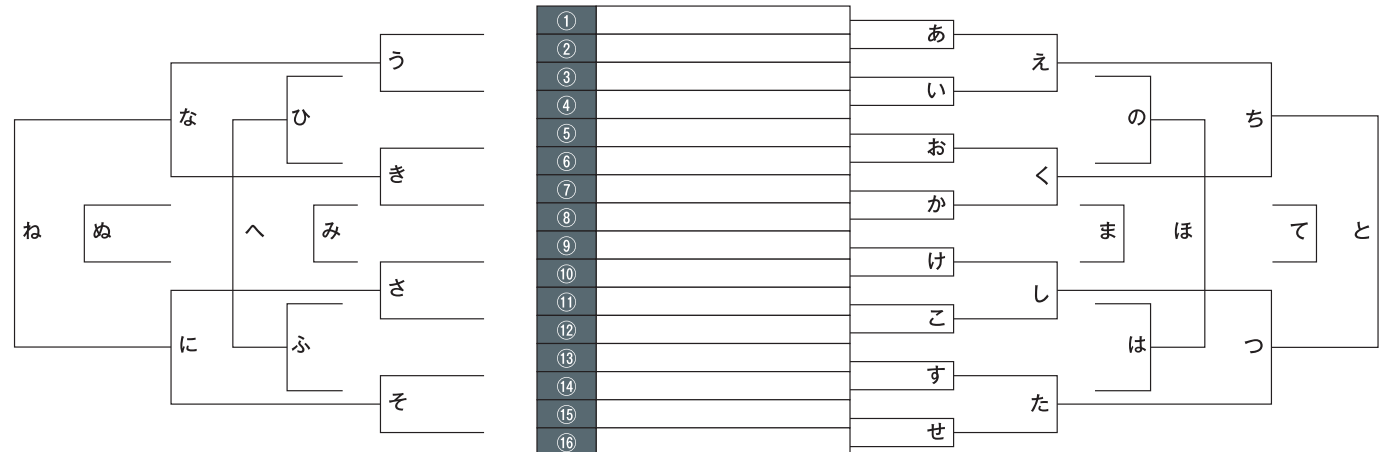 ①
②
③
④
⑤
⑥
⑦
⑧
⑨
⑩
⑪
⑫
⑬
⑭
⑮
⑯
う
な
ひ
き
ね
ぬ
へ
み
さ
に
ふ
そ
あ
え
い
の
ち
お
く
か
ま
ほ
て
と
け
し
こ
は
つ
す
た
せ